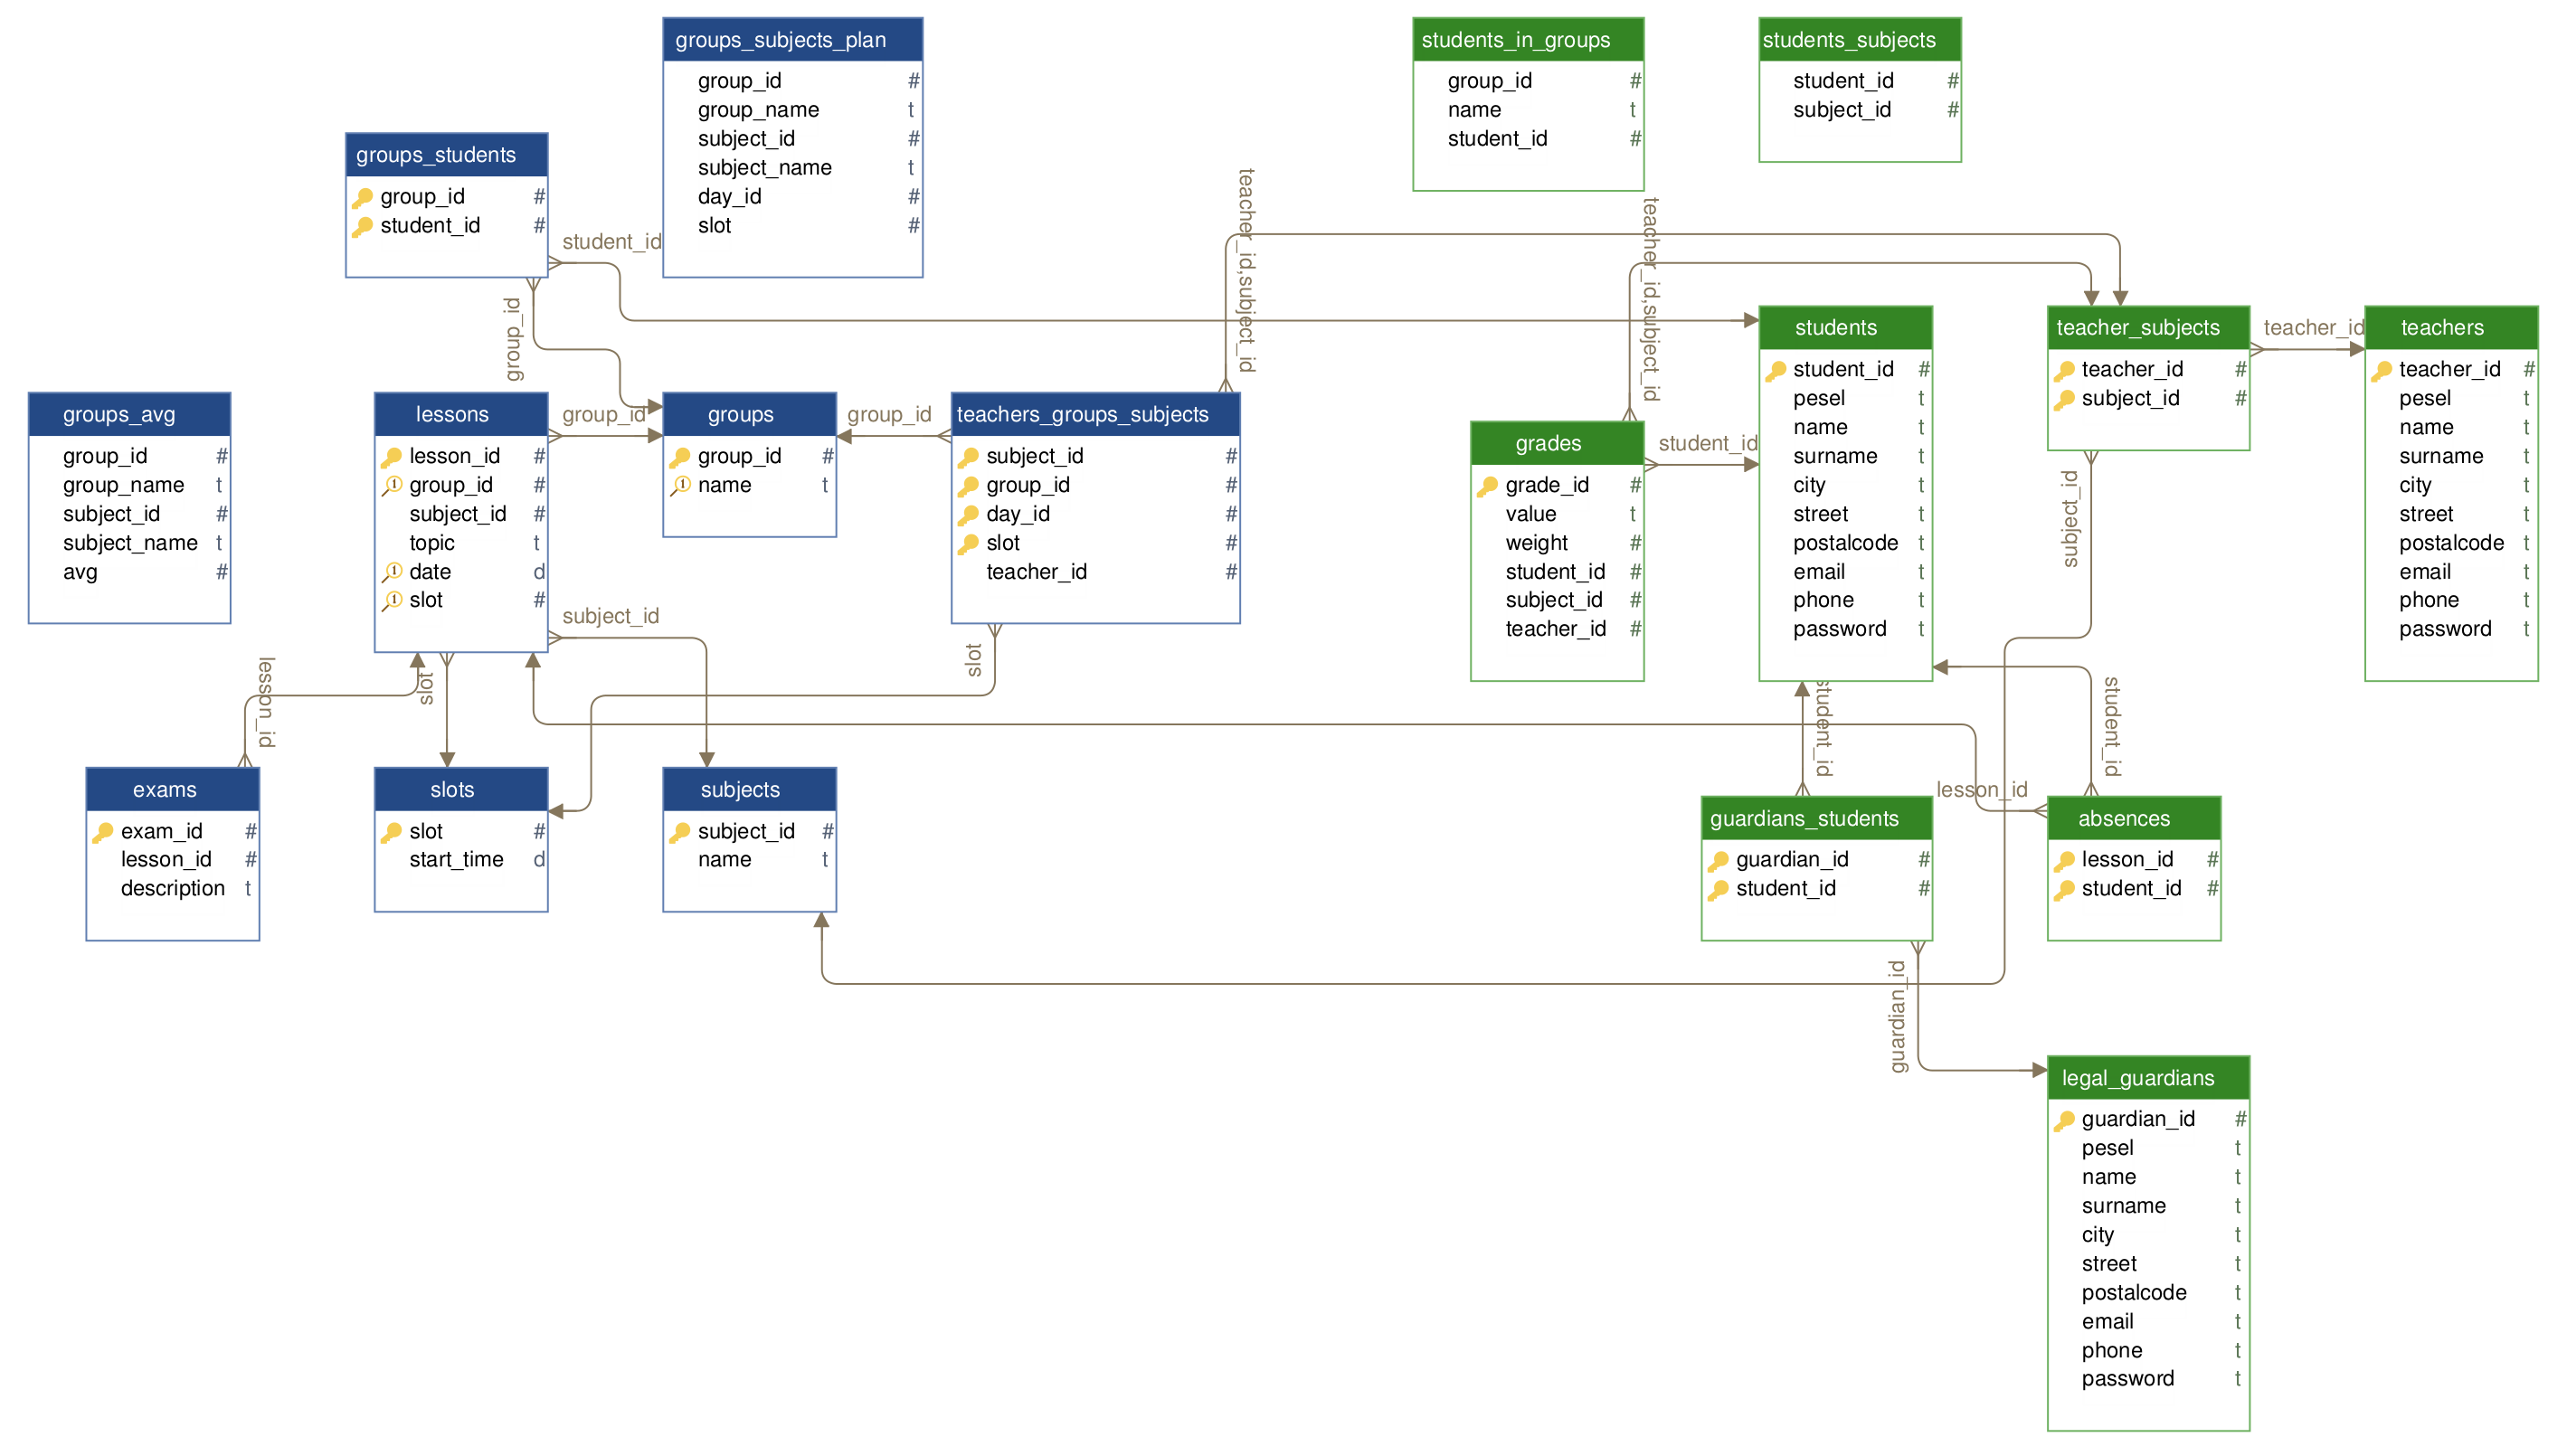 groups_subjects_plan
group_id #
group_name t
subject_id #
subject_name t
day_id #
slot #
students_in_groups
group_id #
name t
student_id #
students_subjects
student_id #
subject_id #
groups_students
group_id #
student_id #
student_id
group_id
teacher_id,subject_id
teacher_id,subject_id
students
student_id #
pesel t
name t
surname t
city t
street t
postalcode t
email t
phone t
password t
teacher_subjects
teacher_id #
subject_id #
teacher_id
teachers
teacher_id #
pesel t
name t
surname t
city t
street t
postalcode t
email t
phone t
password t
groups_avg
group_id #
group_name t
subject_id #
subject_name t
avg #
lessons
lesson_id #
group_id #
subject_id #
topic t
date d
slot #
group_id
groups
group_id #
name t
group_id
teachers_groups_subjects
subject_id #
group_id #
day_id #
slot #
teacher_id #
grades
grade_id #
value t
weight #
student_id #
subject_id #
teacher_id #
student_id
subject_id
subject_id
lesson_id
slot
slot
student_id
student_id
lesson_id
exams
exam_id #
lesson_id #
description t
slots
slot #
start_time d
subjects
subject_id #
name t
guardians_students
guardian_id #
student_id #
absences
lesson_id #
student_id #
guardian_id
legal_guardians
guardian_id #
pesel t
name t
surname t
city t
street t
postalcode t
email t
phone t
password t